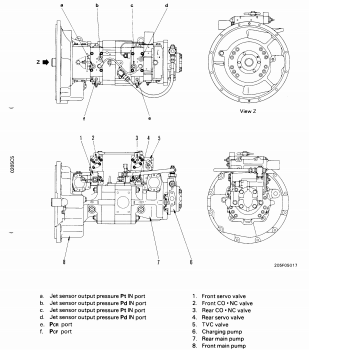 a
b
c
d
Z
f
e
View Z
1
2
3
4
5
8
7
6
205F05017
a. Jet sensor output pressure Pt IN port
b. Jet sensor output pressure Pd IN port
c. Jet sensor output pressure Pt IN port
d. Jet sensor output pressure Pd IN port
e. PCR port
f. PCF port
1. Front servo valve
2. Front CO • NC valve
3. Rear CO • NC valve
4. Rear servo valve
5. TVC valve
6. Charging pump
7. Rear main pump
8. Front main pump